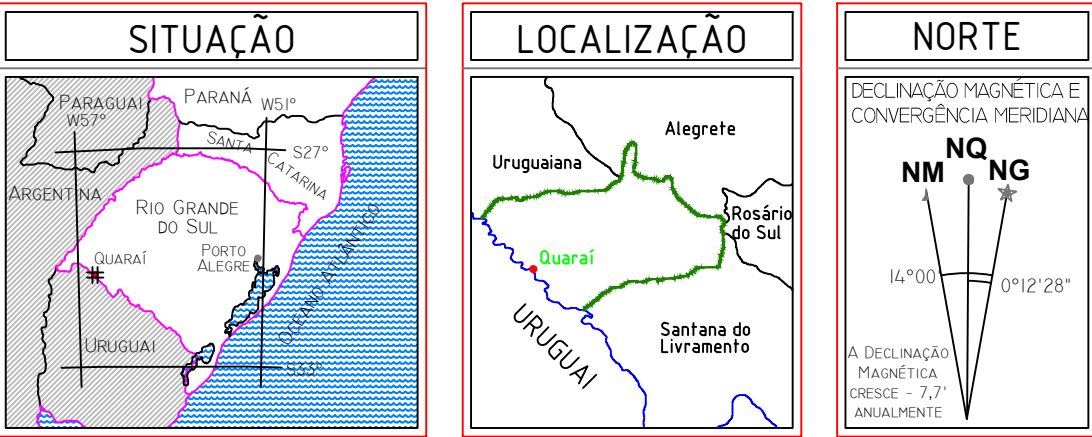 SITUAÇÃO
PARAGUAI
W57°
PARANÁ
W51°
SANTA
CATARINA
S27°
ARGENTINA
RIO GRANDE
DO SUL
QUARAÍ
PORTO
ALEGRE
OCEANO ATLÂNTICO
URUGUAI
S33°
LOCALIZAÇÃO
Alegrete
Uruguaiana
Rosário
do Sul
Quaraí
URUGUAI
Santana do
Livramento
NORTE
DECLINAÇÃO MAGNÉTICA E
CONVERGÊNCIA MERIDIANA
NQ
NM
NG
14°00
0°12'28"
A DECLINAÇÃO
MAGNÉTICA
CRESCE - 7,7'
ANUALMENTE